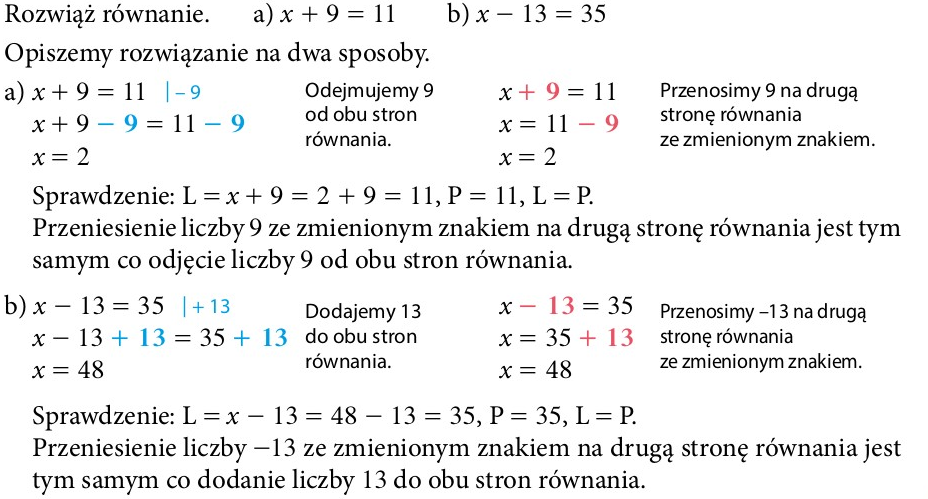 Rozwiąż równanie. a) x + 9 = 11 b) x − 13 = 35
Opiszemy rozwiązanie na dwa sposoby.
a) x + 9 = 11 | − 9
x + 9 − 9 = 11 − 9
x = 2
Odejmujemy 9
od obu stron
równania.
x + 9 = 11
x = 11 − 9
x = 2
Przenosimy 9 na drugą
stronę równania
ze zmienionym znakiem.
Sprawdzenie: L = x + 9 = 2 + 9 = 11, P = 11, L = P.
Przeniesienie liczby 9 ze zmienionym znakiem na drugą stronę równania jest tym
samym co odjęcie liczby 9 od obu stron równania.
b) x − 13 = 35 | + 13
x − 13 + 13 = 35 + 13
x = 48
Dodajemy 13
do obu stron
równania.
x − 13 = 35
x = 35 + 13
x = 48
Przenosimy −13 na drugą
stronę równania
ze zmienionym znakiem.
Sprawdzenie: L = x − 13 = 48 − 13 = 35, P = 35, L = P.
Przeniesienie liczby −13 ze zmienionym znakiem na drugą stronę równania jest
tym samym co dodanie liczby 13 do obu stron równania.